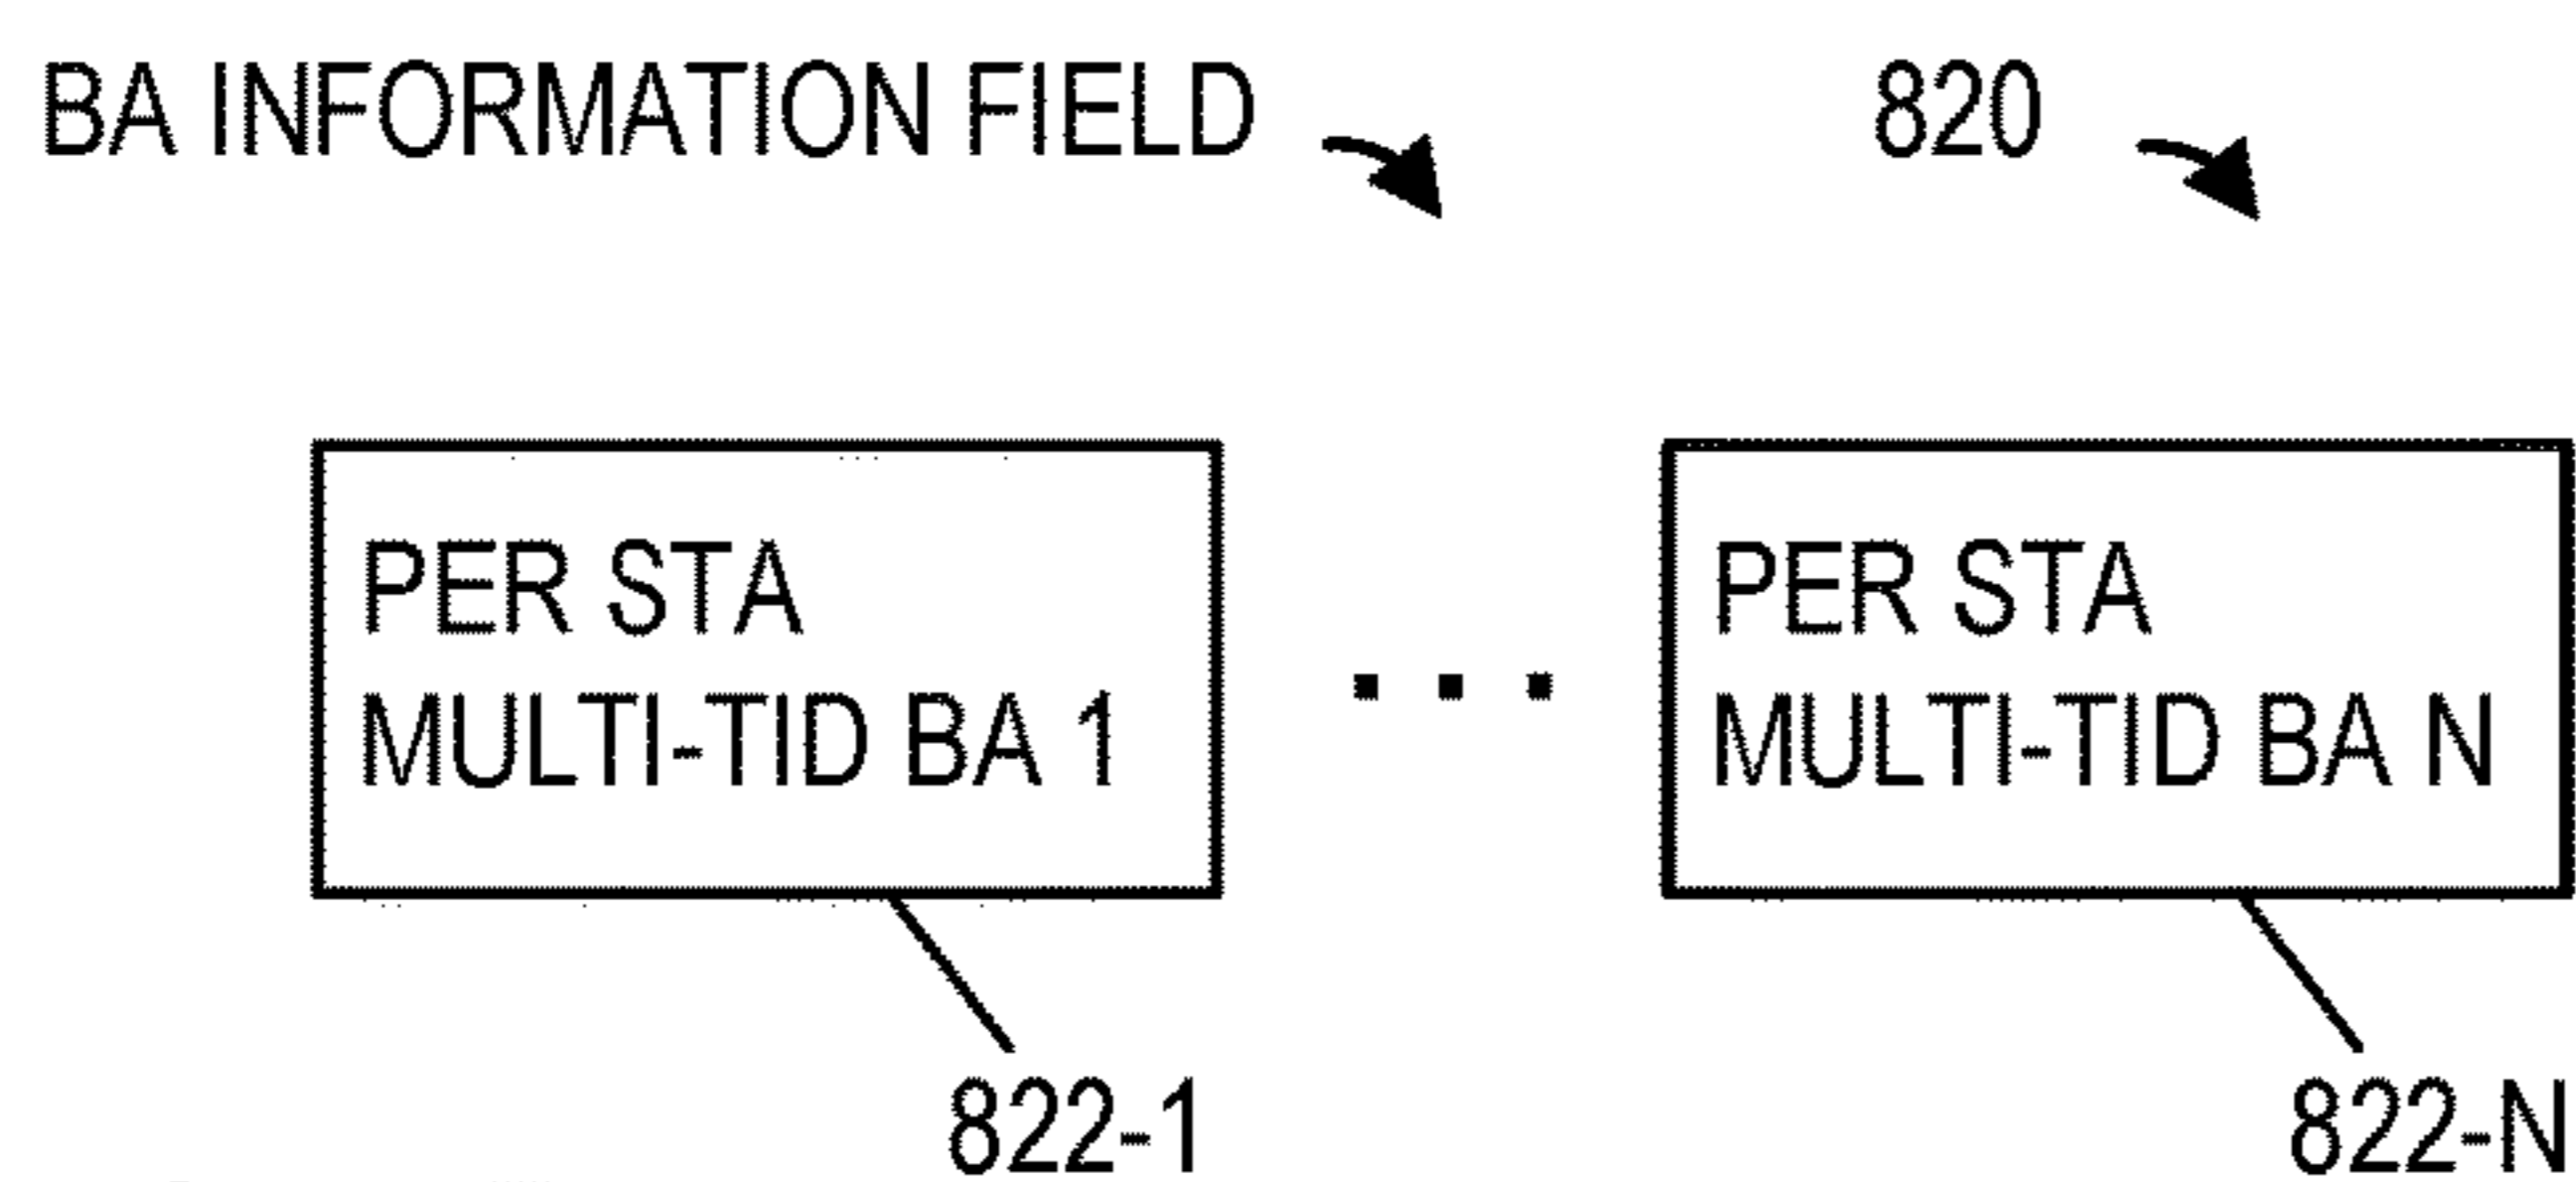 BA INFORMATION FIELD 820
PER STA
MULTI-TID BA 1
. . .
PER STA
MULTI-TID BA N
822-1
822-N